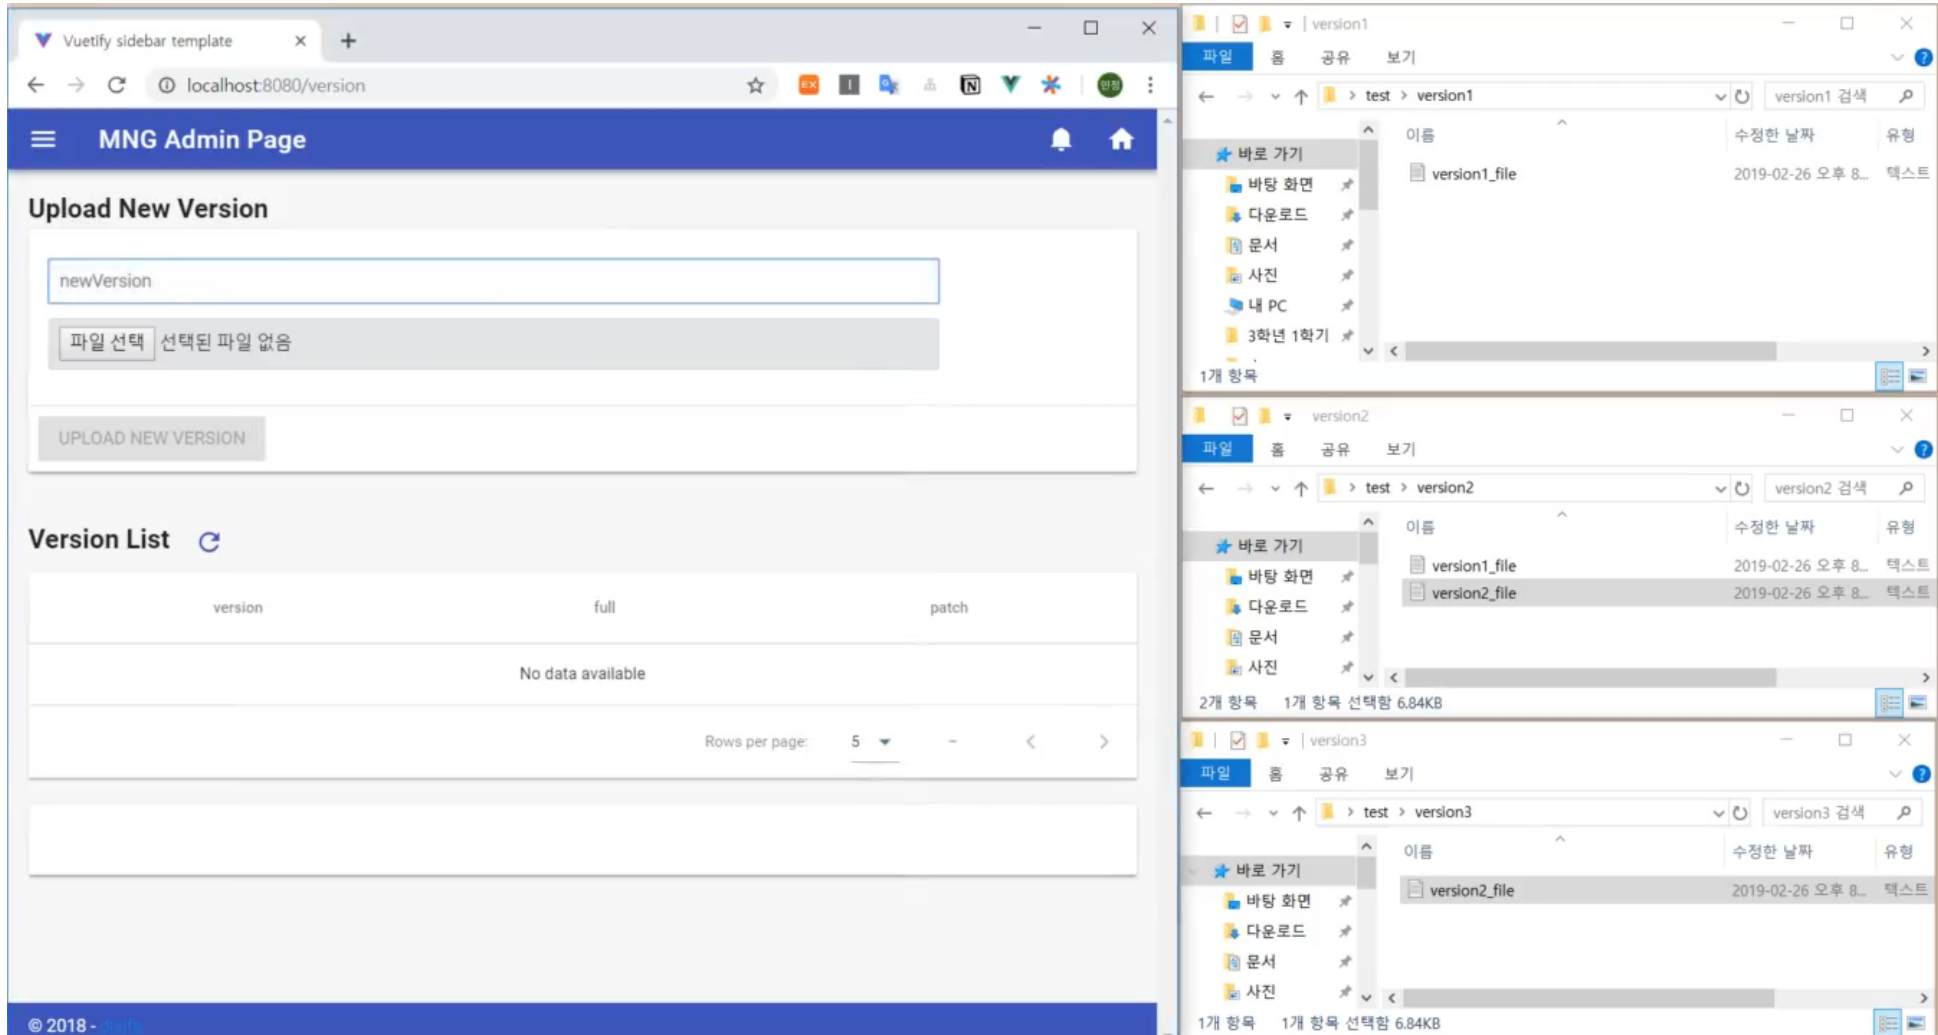 Vuetify sidebar template
localhost:8080/version
EX
N
민정
MNG Admin Page
Upload New Version
newVersion
파일 선택 선택된 파일 없음
UPLOAD NEW VERSION
Version List
version full patch
No data available
Rows per page: 5 –
© 2018 -
version1
파일 홈 공유 보기
test > version1
version1 검색
이름 수정한 날짜 유형
바로 가기
version1_file 2019-02-26 오후 8... 텍스트
바탕 화면
다운로드
문서
사진
내 PC
3학년 1학기
1개 항목
version2
파일 홈 공유 보기
test > version2
version2 검색
이름 수정한 날짜 유형
바로 가기
version1_file 2019-02-26 오후 8... 텍스트
바탕 화면
version2_file 2019-02-26 오후 8... 텍스트
다운로드
문서
사진
2개 항목 1개 항목 선택함 6.84KB
version3
파일 홈 공유 보기
test > version3
version3 검색
이름 수정한 날짜 유형
바로 가기
version2_file 2019-02-26 오후 8... 텍스트
바탕 화면
다운로드
문서
사진
1개 항목 1개 항목 선택함 6.84KB